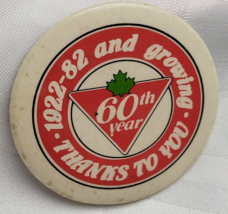 1922-82 and growing
60th
year
THANKS TO YOU